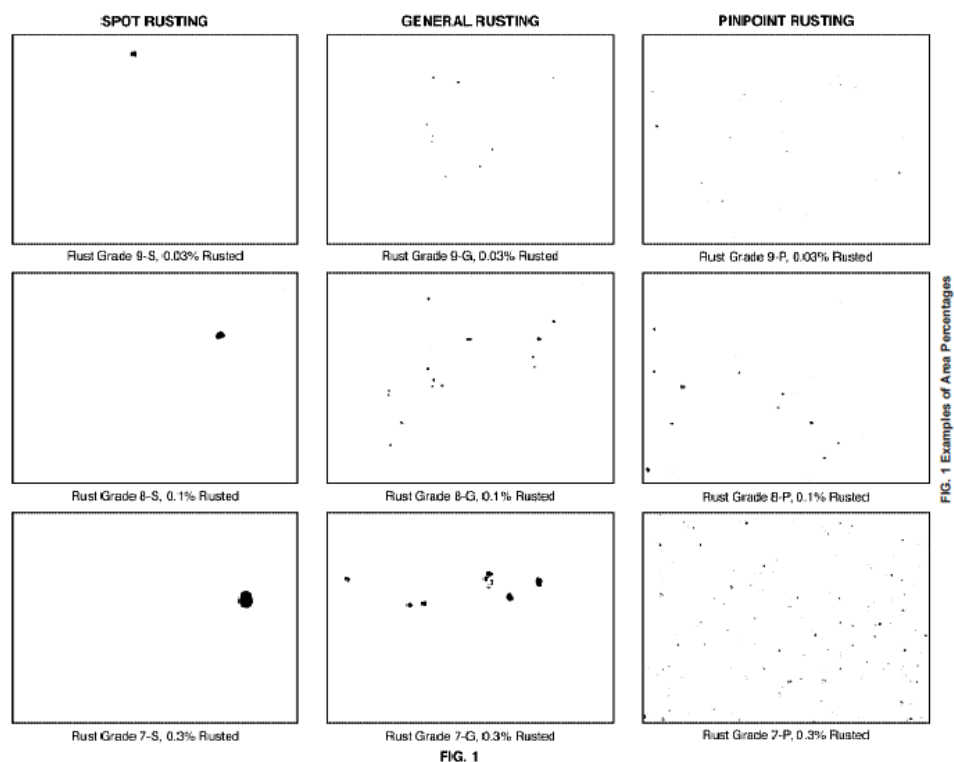 SPOT RUSTING
GENERAL RUSTING
PINPOINT RUSTING
Rust Grade 9-S, 0.03% Rusted
Rust Grade 9-G, 0.03% Rusted
Rust Grade 9-P, 0.03% Rusted
Rust Grade 8-S, 0.1% Rusted
Rust Grade 8-G, 0.1% Rusted
Rust Grade 8-P, 0.1% Rusted
Rust Grade 7-S, 0.3% Rusted
Rust Grade 7-G, 0.3% Rusted
Rust Grade 7-P, 0.3% Rusted
FIG. 1
FIG. 1 Examples of Area Percentages